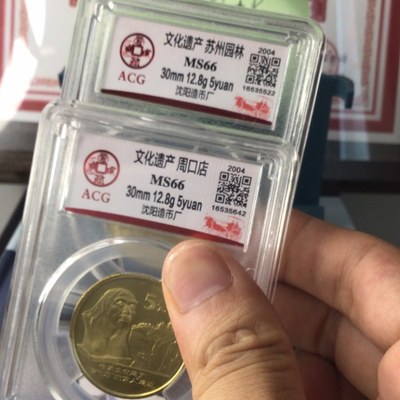 文化遗产 苏州园林
MS66
30mm 12.8g 5yuan
沈阳造币厂
ACG
2004
16535522
文化遗产 周口店
MS66
30mm 12.8g 5yuan
沈阳造币厂
ACG
2004
16535642
5